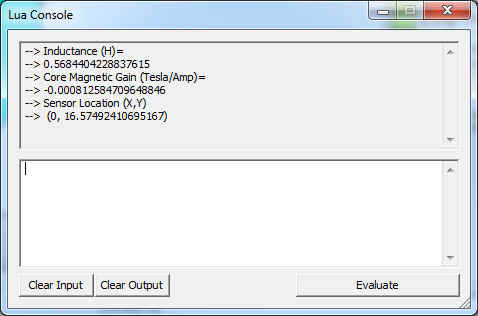 Lua Console
--> Inductance (H)=
--> 0.5684404228837615
--> Core Magnetic Gain (Tesla/Amp)=
--> -0.000812584709648846
--> Sensor Location (X,Y)
-->  (0, 16.57492410695167)
Clear Input
Clear Output
Evaluate